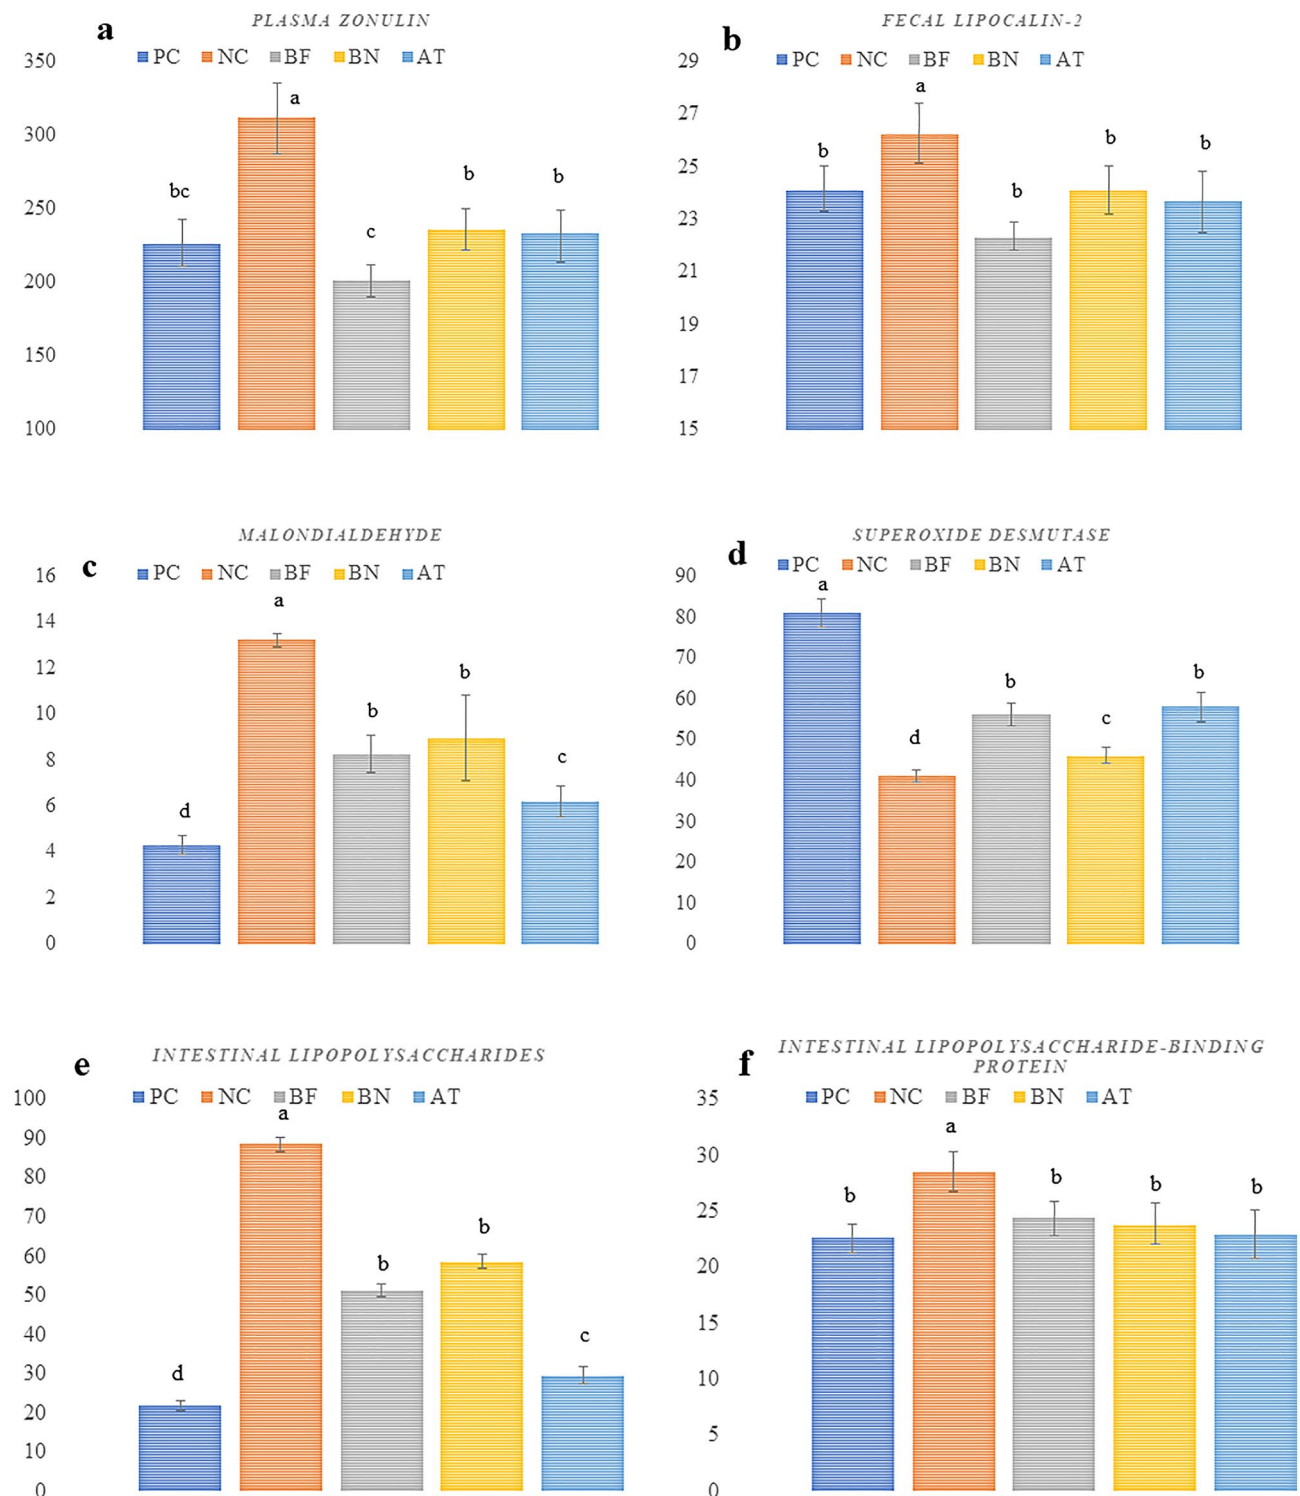 a
PLASMA ZONULIN
PC NC BF BN AT
350
300
250
200
150
100
bc
a
c
b
b
b
FECAL LIPOCALIN-2
PC NC BF BN AT
29
27
25
23
21
19
17
15
b
a
b
b
b
c
MALONDIALDEHYDE
PC NC BF BN AT
16
14
12
10
8
6
4
2
0
d
a
b
b
c
d
SUPEROXIDE DESMUTASE
PC NC BF BN AT
90
80
70
60
50
40
30
20
10
0
a
d
b
c
b
e
INTESTINAL LIPOPOLYSACCHARIDES
PC NC BF BN AT
100
90
80
70
60
50
40
30
20
10
0
d
a
b
b
c
f
INTESTINAL LIPOPOLYSACCHARIDE-BINDING
PROTEIN
PC NC BF BN AT
35
30
25
20
15
10
5
0
b
a
b
b
b